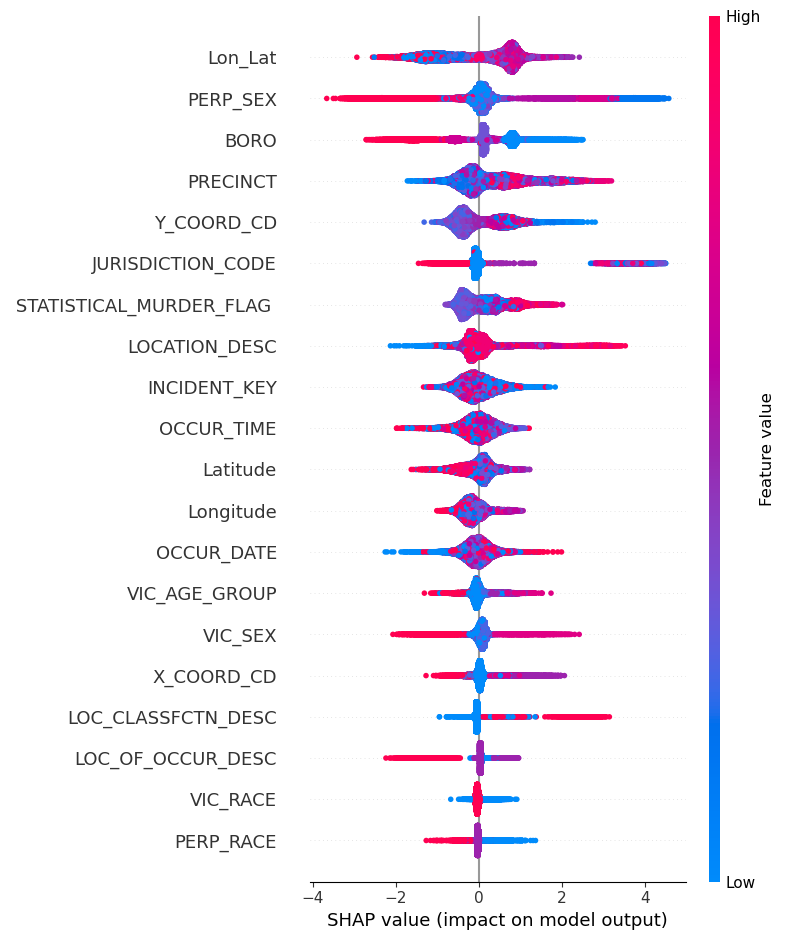 High
Lon_Lat
PERP_SEX
BORO
PRECINCT
Y_COORD_CD
JURISDICTION_CODE
STATISTICAL_MURDER_FLAG
LOCATION_DESC
INCIDENT_KEY
OCCUR_TIME
Latitude
Longitude
OCCUR_DATE
VIC_AGE_GROUP
VIC_SEX
X_COORD_CD
LOC_CLASSFCTN_DESC
LOC_OF_OCCUR_DESC
VIC_RACE
PERP_RACE
Feature value
Low
−4 −2 0 2 4
SHAP value (impact on model output)